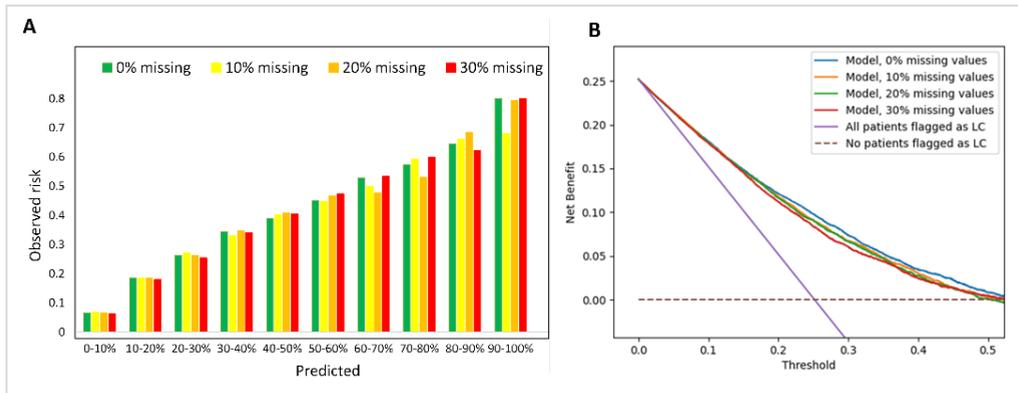 A
0% missing 10% missing 20% missing 30% missing
0.8
0.7
0.6
0.5
0.4
0.3
0.2
0.1
0
Observed risk
0-10% 10-20% 20-30% 30-40% 40-50% 50-60% 60-70% 70-80% 80-90% 90-100%
Predicted
B
Model, 0% missing values
Model, 10% missing values
Model, 20% missing values
Model, 30% missing values
All patients flagged as LC
No patients flagged as LC
0.25
0.20
0.15
0.10
0.05
0.00
Net Benefit
0.0 0.1 0.2 0.3 0.4 0.5
Threshold